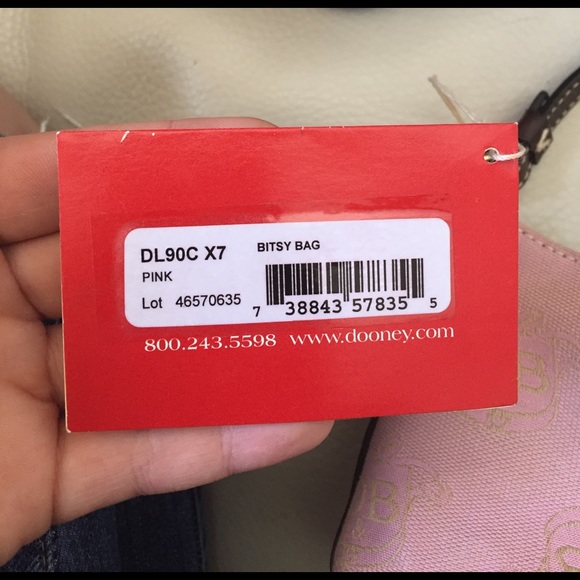 DL90C X7 BITSY BAG
PINK
Lot 46570635
7 38843 57835 5
800.243.5598 www.dooney.com
B
B